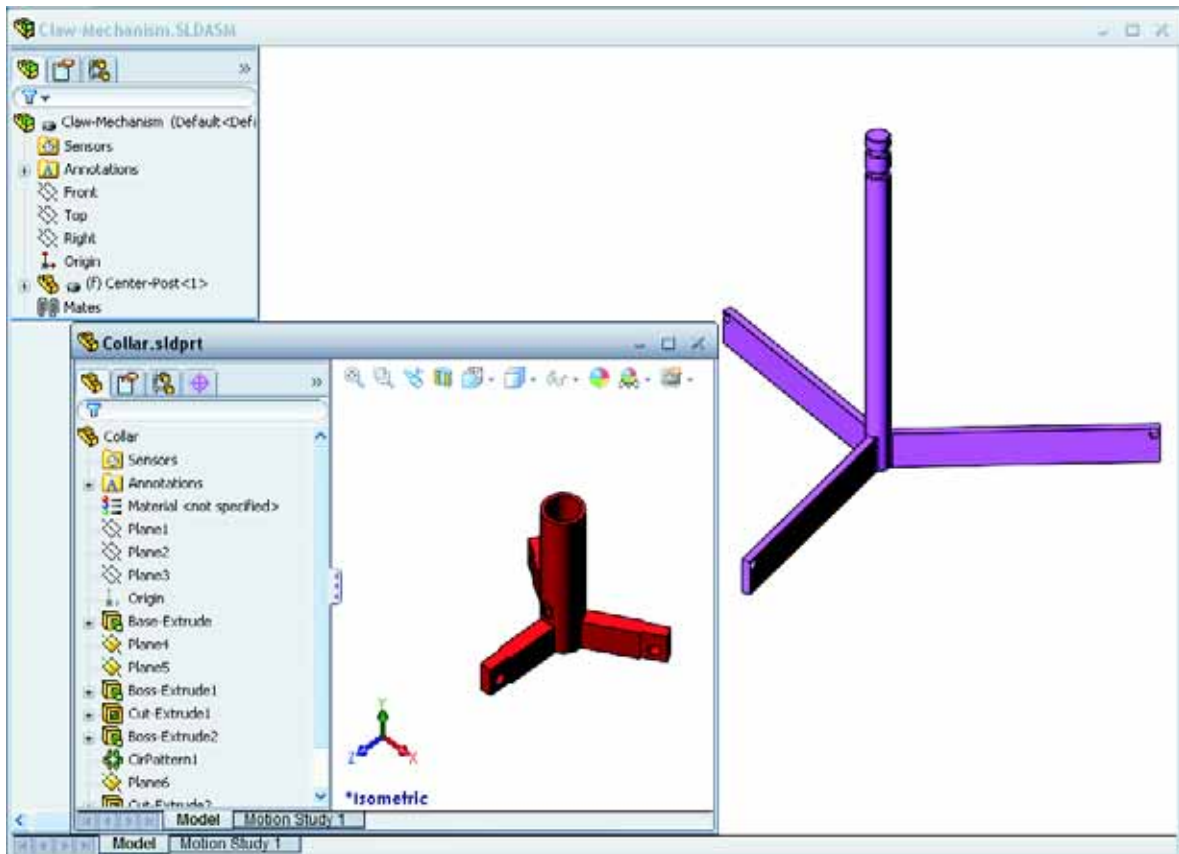 Claw-Mechanism.SLDASM
Claw-Mechanism (Default<Def
Sensors
Annotations
Front
Top
Right
Origin
(f) Center-Post<1>
Mates
Collar.sldprt
Collar
Sensors
Annotations
Material <not specified>
Plane1
Plane2
Plane3
Origin
Base-Extrude
Plane4
Plane5
Boss-Extrude1
Cut-Extrude1
Boss-Extrude2
CirPattern1
Plane6
Cut-Extrude2
Y
Z X
*Isometric
Model Motion Study 1
Model Motion Study 1